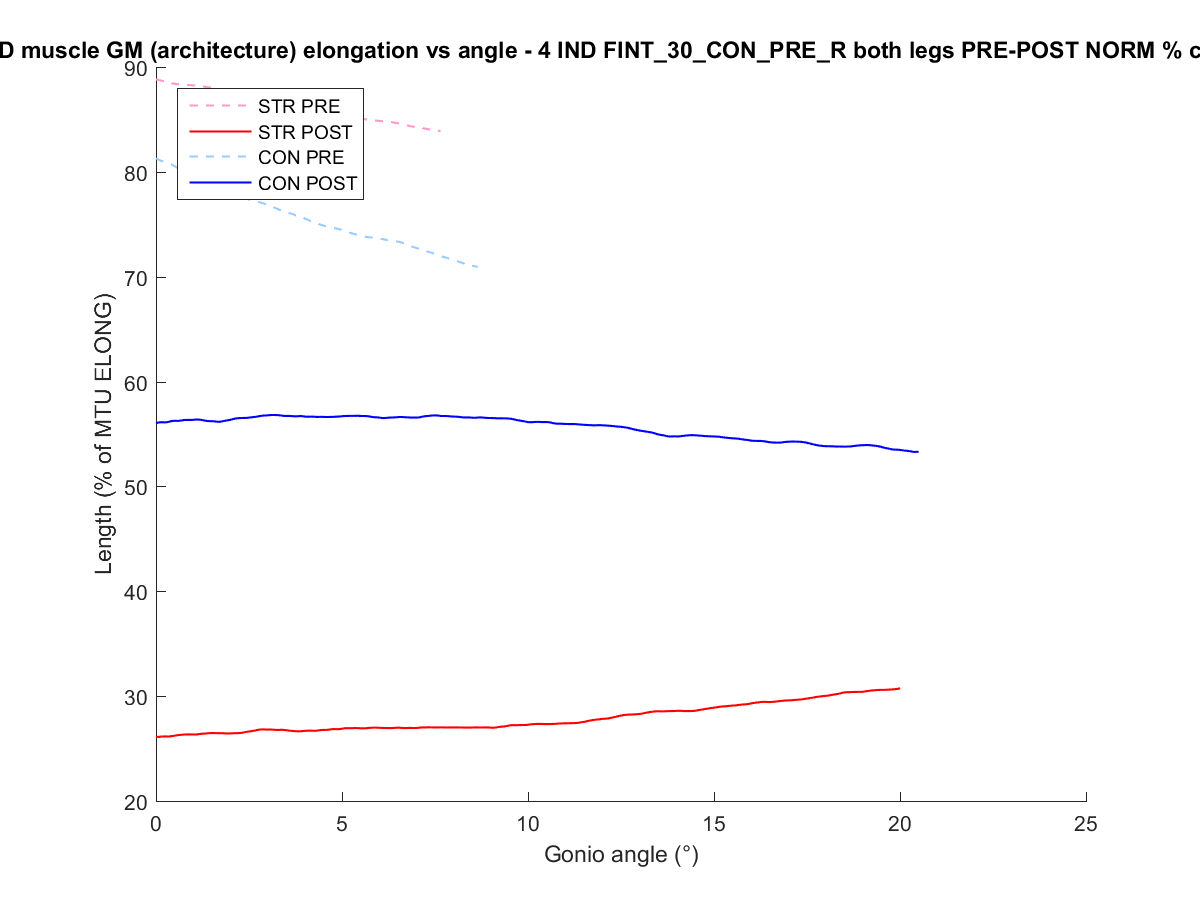 D muscle GM (architecture) elongation vs angle - 4 IND FINT_30_CON_PRE_R both legs PRE-POST NORM % c
90
80
70
60
50
40
30
20
Length (% of MTU ELONG)
STR PRE
STR POST
CON PRE
CON POST
0 5 10 15 20 25
Gonio angle (°)